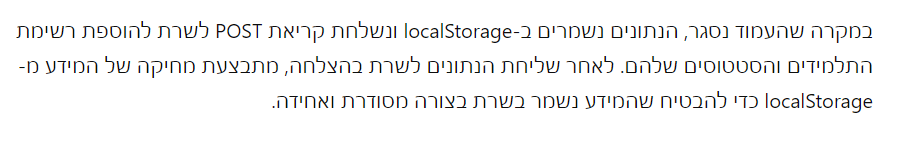 במקרה שהעמוד נסגר, הנתונים נשמרים ב-localStorage ונשלחת קריאת POST לשרת להוספת רשימת
התלמידים והסטטוסים שלהם. לאחר שליחת הנתונים לשרת בהצלחה, מתבצעת מחיקה של המידע מ-
localStorage כדי להבטיח שהמידע נשמר בשרת בצורה מסודרת ואחידה.